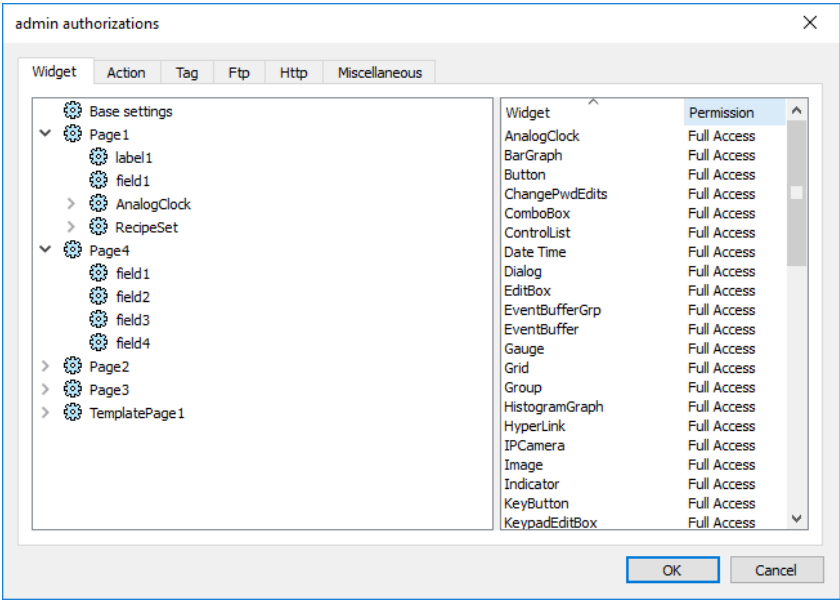 admin authorizations
Widget Action Tag Ftp Http Miscellaneous
Base settings
Page1
label1
field1
AnalogClock
RecipeSet
Page4
field1
field2
field3
field4
Page2
Page3
TemplatePage1
Widget Permission
AnalogClock Full Access
BarGraph Full Access
Button Full Access
ChangePwdEdits Full Access
ComboBox Full Access
ControlList Full Access
Date Time Full Access
Dialog Full Access
EditBox Full Access
EventBufferGrp Full Access
EventBuffer Full Access
Gauge Full Access
Grid Full Access
Group Full Access
HistogramGraph Full Access
HyperLink Full Access
IPCamera Full Access
Image Full Access
Indicator Full Access
KeyButton Full Access
KeypadEditBox Full Access
OK Cancel